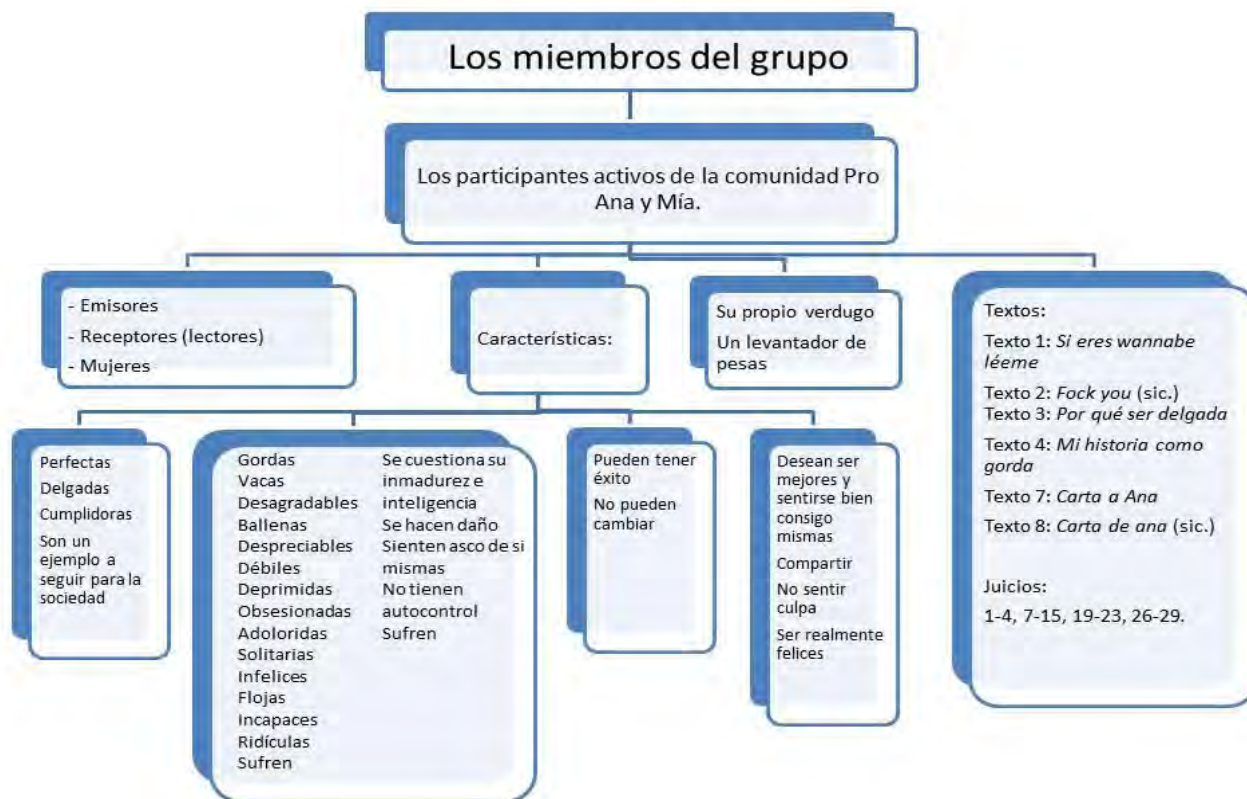 Los miembros del grupo
Los participantes activos de la comunidad Pro
Ana y Mía.
- Emisores
- Receptores (lectores)
- Mujeres
Características:
Su propio verdugo
Un levantador de
pesas
Textos:
Texto 1: Si eres wannabe
léeme
Texto 2: Fock you (sic.)
Texto 3: Por qué ser delgada
Texto 4: Mi historia como
gorda
Texto 7: Carta a Ana
Texto 8: Carta de ana (sic.)
Juicios:
1-4, 7-15, 19-23, 26-29.
Perfectas
Delgadas
Cumplidoras
Son un
ejemplo a
seguir para la
sociedad
Gordas
Vacas
Desagradables
Ballenas
Despreciables
Débiles
Deprimidas
Obsesionadas
Adoloridas
Solitarias
Infelices
Flojas
Incapaces
Ridículas
Sufren
Se cuestiona su
inmadurez e
inteligencia
Se hacen daño
Sienten asco de si
mismas
No tienen
autocontrol
Sufren
Pueden tener
éxito
No pueden
cambiar
Desean ser
mejores y
sentirse bien
consigo
mismas
Compartir
No sentir
culpa
Ser realmente
felices